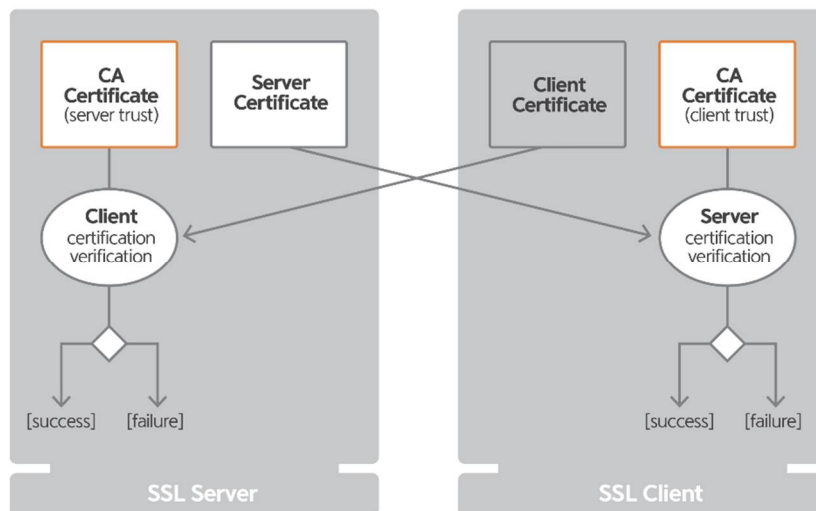 CA
Certificate
(server trust)
Server
Certificate
Client
certification
verification
[success]
[failure]
SSL Server
Client
Certificate
CA
Certificate
(client trust)
Server
certification
verification
[success]
[failure]
SSL Client